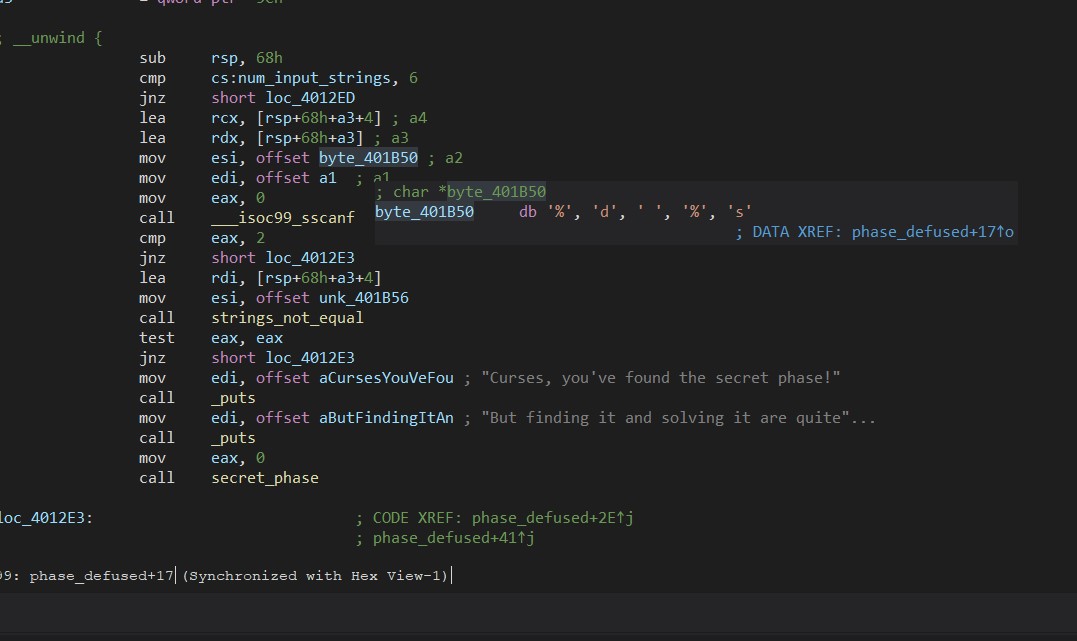 ; __unwind {
sub rsp, 68h
cmp cs:num_input_strings, 6
jnz short loc_4012ED
lea rcx, [rsp+68h+a3+4] ; a4
lea rdx, [rsp+68h+a3] ; a3
mov esi, offset byte_401B50 ; a2
mov edi, offset a1 ; a1
; char *byte_401B50
mov eax, 0
byte_401B50 db '%', 'd', ' ', '%', 's'
call ___isoc99_sscanf
; DATA XREF: phase_defused+17↑o
cmp eax, 2
jnz short loc_4012E3
lea rdi, [rsp+68h+a3+4]
mov esi, offset unk_401B56
call strings_not_equal
test eax, eax
jnz short loc_4012E3
mov edi, offset aCursesYouVeFou ; "Curses, you've found the secret phase!"
call _puts
mov edi, offset aButFindingItAn ; "But finding it and solving it are quite"...
call _puts
mov eax, 0
call secret_phase
loc_4012E3: ; CODE XREF: phase_defused+2E↑j
; phase_defused+41↑j
99: phase_defused+17 (Synchronized with Hex View-1)